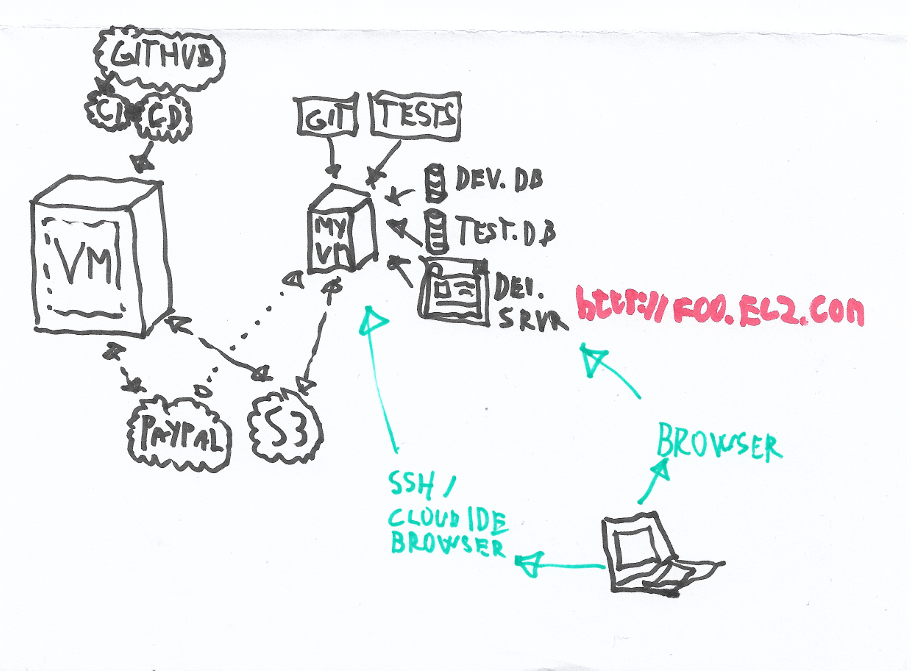 GITHUB
CI CD
GIT
TESTS
DEV.DB
TEST.DB
MY
VM
VM
DEV.
SRVR
http://FOO.EC2.COM
PAYPAL
S3
BROWSER
SSH/
CLOUD IDE
BROWSER